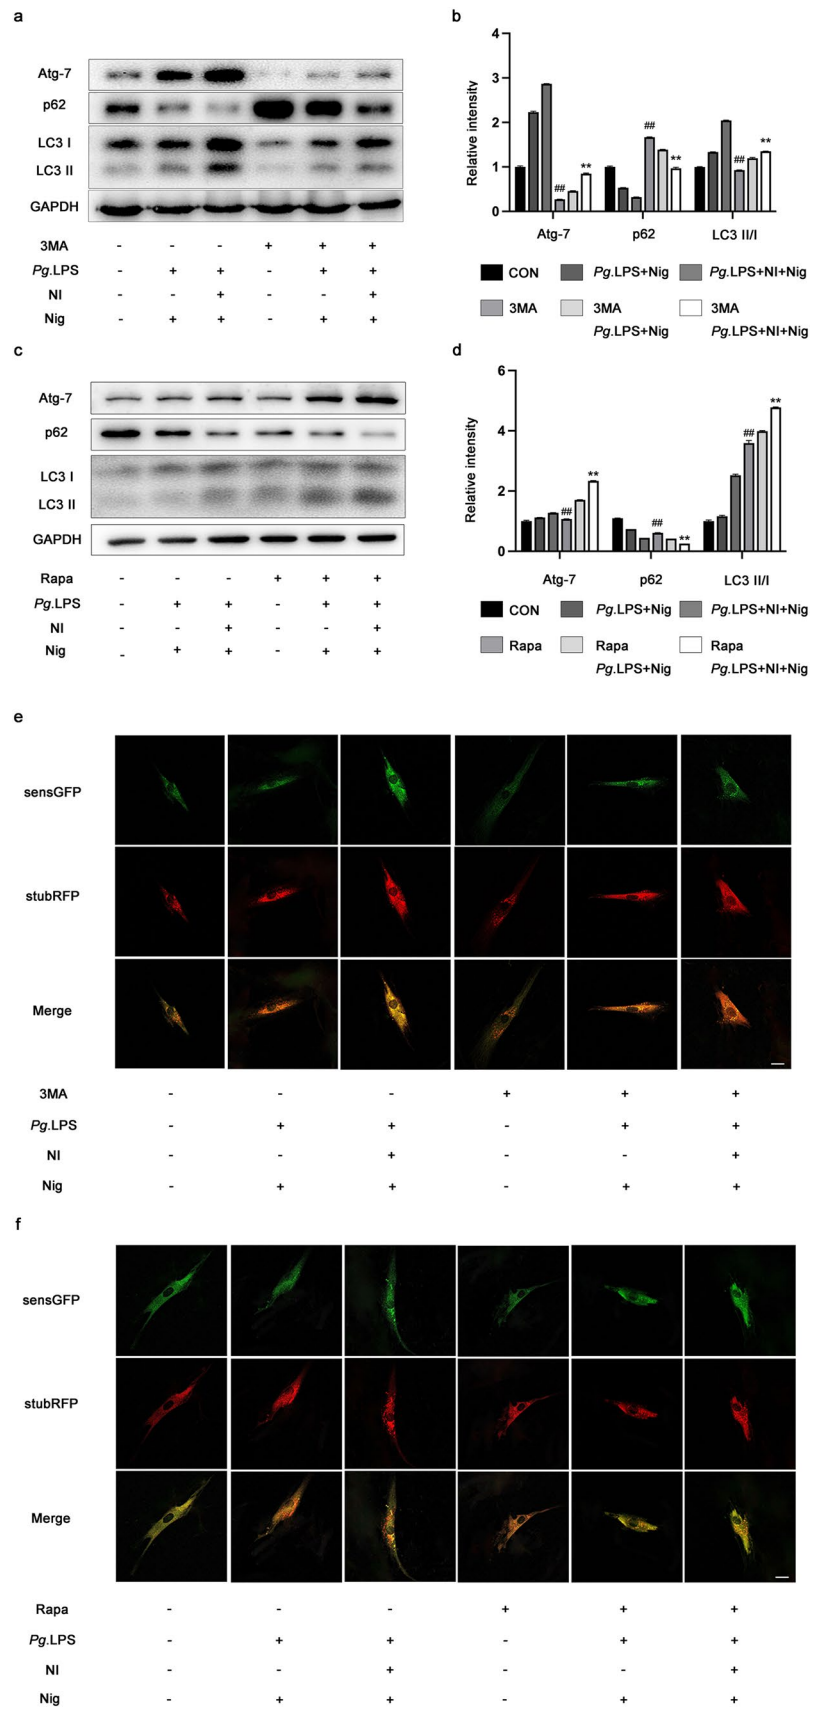 a
Atg-7
p62
LC3 I
LC3 II
GAPDH
3MA - - - + + +
Pg.LPS - + + - + +
NI - - + - - +
Nig - + + - + +
b
Relative intensity
4
3
2
1
0
## ## ## ** ** **
Atg-7 p62 LC3 II/I
CON Pg.LPS+Nig Pg.LPS+NI+Nig
3MA 3MA 3MA
Pg.LPS+Nig Pg.LPS+NI+Nig
c
Atg-7
p62
LC3 I
LC3 II
GAPDH
Rapa - - - + + +
Pg.LPS - + + - + +
NI - - + - - +
Nig - + + - + +
d
Relative intensity
6
4
2
0
## ** ## ** ## **
Atg-7 p62 LC3 II/I
CON Pg.LPS+Nig Pg.LPS+NI+Nig
Rapa Rapa Rapa
Pg.LPS+Nig Pg.LPS+NI+Nig
e
sensGFP
stubRFP
Merge
3MA - - - + + +
Pg.LPS - + + - + +
NI - - + - - +
Nig - + + - + +
f
sensGFP
stubRFP
Merge
Rapa - - - + + +
Pg.LPS - + + - + +
NI - - + - - +
Nig - + + - + +